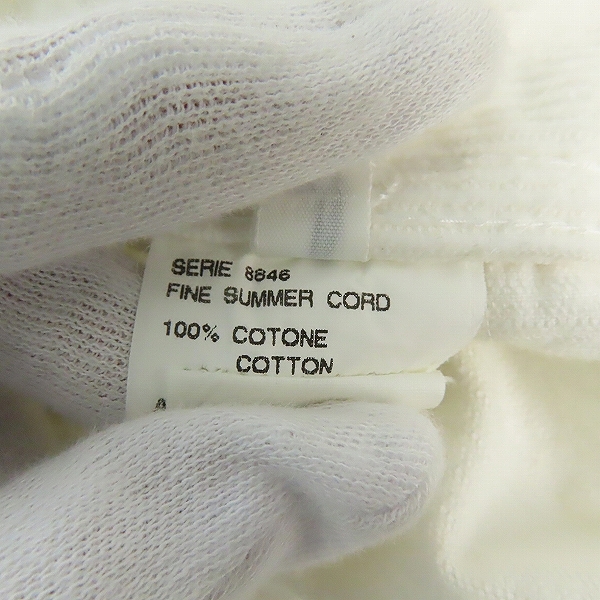 SERIE 8846
FINE SUMMER CORD
100% COTONE
COTTON